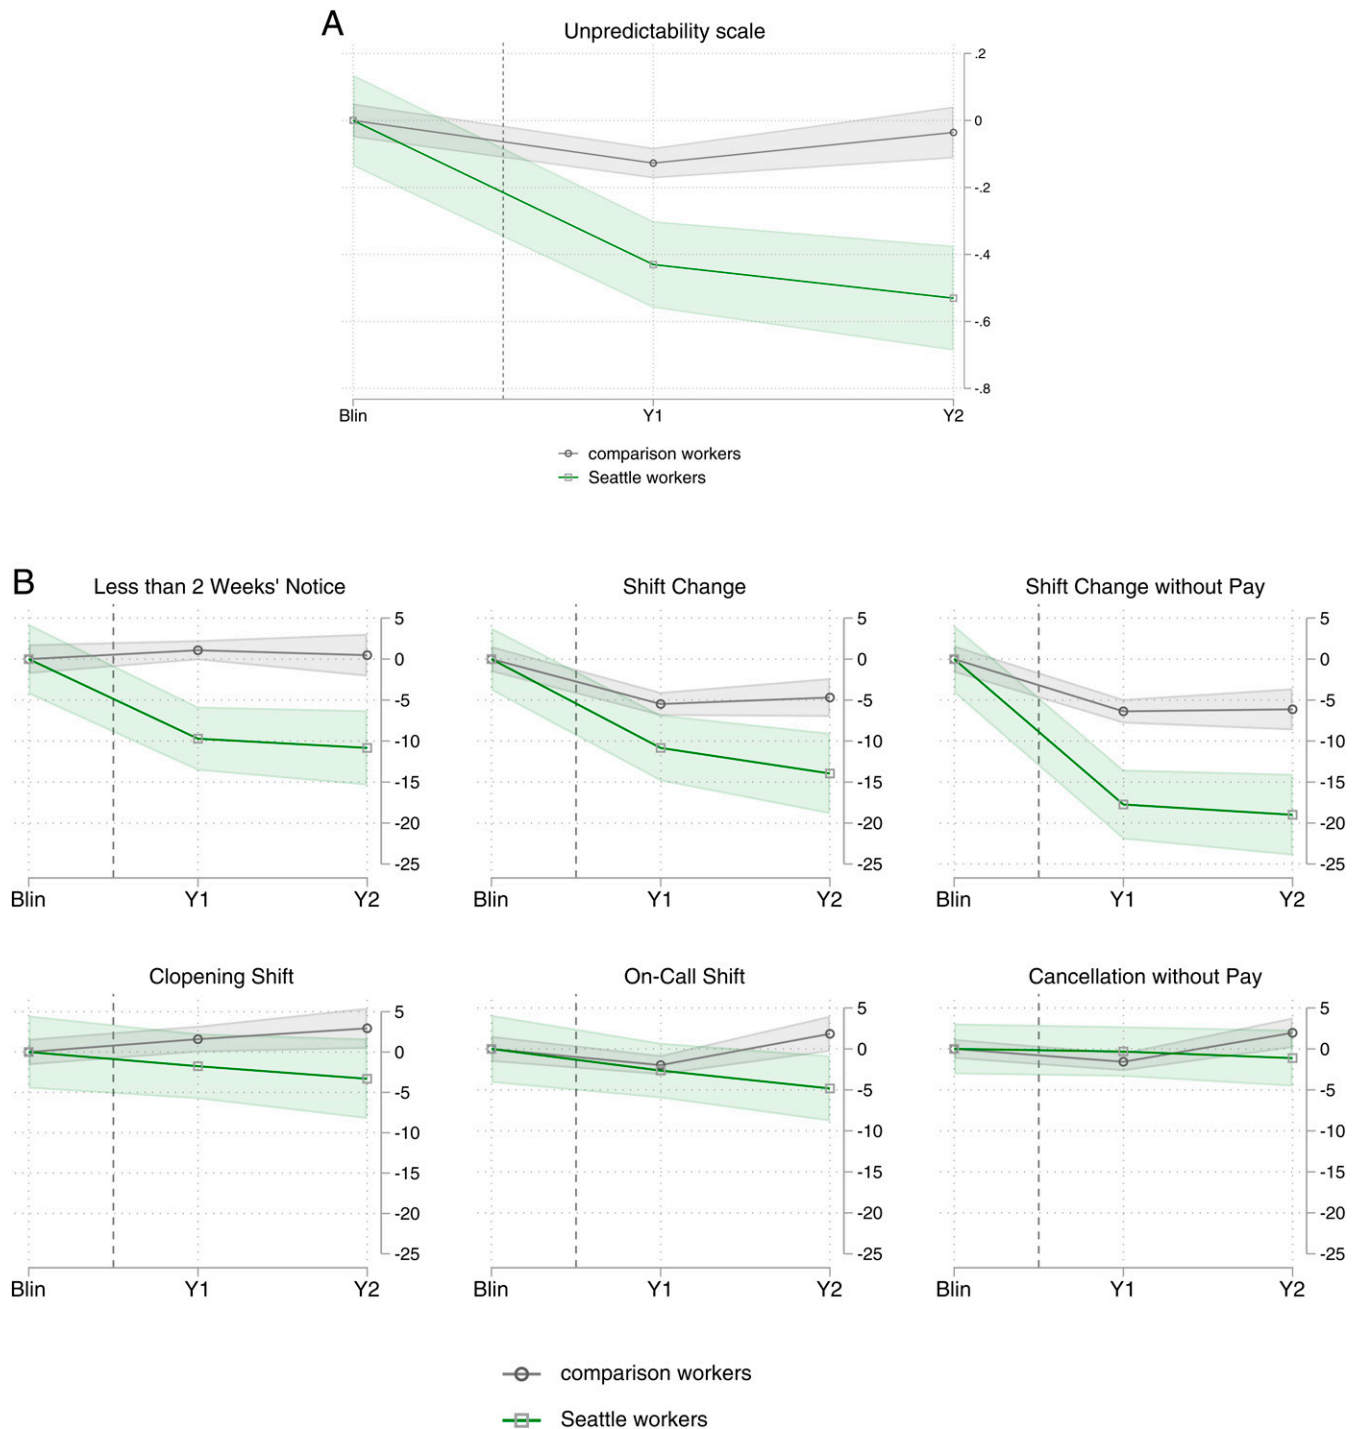 A
Unpredictability scale
.2
0
-.2
-.4
-.6
-.8
Blin Y1 Y2
comparison workers
Seattle workers
B
Less than 2 Weeks' Notice
5
0
-5
-10
-15
-20
-25
Blin Y1 Y2
Shift Change
5
0
-5
-10
-15
-20
-25
Blin Y1 Y2
Shift Change without Pay
5
0
-5
-10
-15
-20
-25
Blin Y1 Y2
Clopening Shift
5
0
-5
-10
-15
-20
-25
Blin Y1 Y2
On-Call Shift
5
0
-5
-10
-15
-20
-25
Blin Y1 Y2
Cancellation without Pay
5
0
-5
-10
-15
-20
-25
Blin Y1 Y2
comparison workers
Seattle workers